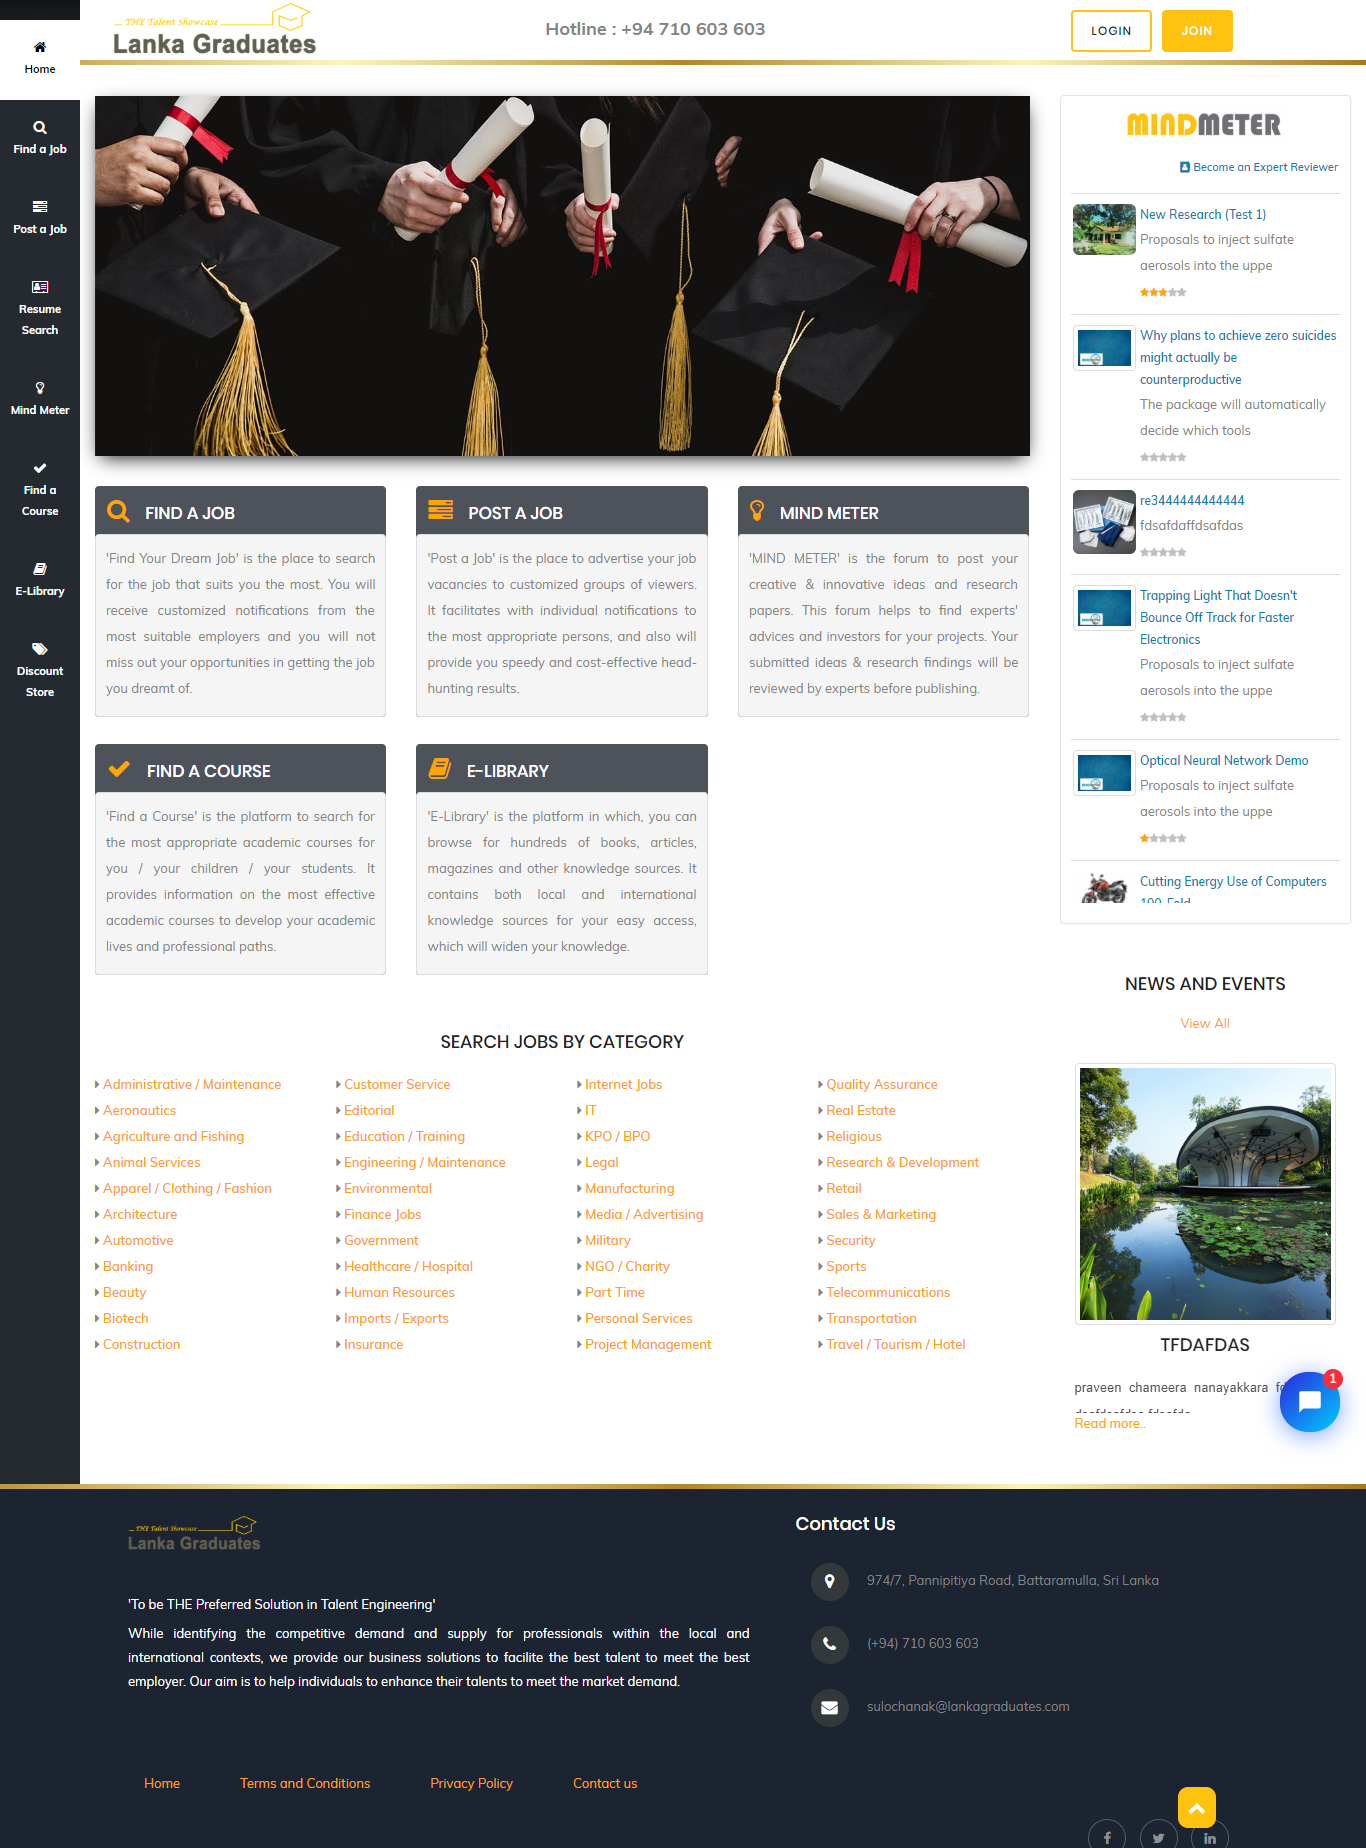 ... THE Talent Showcase
Lanka Graduates
Hotline : +94 710 603 603
LOGIN
JOIN
Home
Find a Job
Post a Job
Resume
Search
Mind Meter
Find a
Course
E-Library
Discount
Store
FIND A JOB
'Find Your Dream Job' is the place to search
for the job that suits you the most. You will
receive customized notifications from the
most suitable employers and you will not
miss out your opportunities in getting the job
you dreamt of.
POST A JOB
'Post a Job' is the place to advertise your job
vacancies to customized groups of viewers.
It facilitates with individual notifications to
the most appropriate persons, and also will
provide you speedy and cost-effective head-
hunting results.
MIND METER
'MIND METER' is the forum to post your
creative & innovative ideas and research
papers. This forum helps to find experts'
advices and investors for your projects. Your
submitted ideas & research findings will be
reviewed by experts before publishing.
FIND A COURSE
'Find a Course' is the platform to search for
the most appropriate academic courses for
you / your children / your students. It
provides information on the most effective
academic courses to develop your academic
lives and professional paths.
E-LIBRARY
'E-Library' is the platform in which, you can
browse for hundreds of books, articles,
magazines and other knowledge sources. It
contains both local and international
knowledge sources for your easy access,
which will widen your knowledge.
SEARCH JOBS BY CATEGORY
Administrative / Maintenance
Aeronautics
Agriculture and Fishing
Animal Services
Apparel / Clothing / Fashion
Architecture
Automotive
Banking
Beauty
Biotech
Construction
Customer Service
Editorial
Education / Training
Engineering / Maintenance
Environmental
Finance Jobs
Government
Healthcare / Hospital
Human Resources
Imports / Exports
Insurance
Internet Jobs
IT
KPO / BPO
Legal
Manufacturing
Media / Advertising
Military
NGO / Charity
Part Time
Personal Services
Project Management
Quality Assurance
Real Estate
Religious
Research & Development
Retail
Sales & Marketing
Security
Sports
Telecommunications
Transportation
Travel / Tourism / Hotel
MINDMETER
Become an Expert Reviewer
New Research (Test 1)
Proposals to inject sulfate
aerosols into the uppe
Why plans to achieve zero suicides
might actually be
counterproductive
The package will automatically
decide which tools
re3444444444444
fdsafdaffdsafdas
Trapping Light That Doesn't
Bounce Off Track for Faster
Electronics
Proposals to inject sulfate
aerosols into the uppe
Optical Neural Network Demo
Proposals to inject sulfate
aerosols into the uppe
Cutting Energy Use of Computers
100-Fold
NEWS AND EVENTS
View All
TFDAFDAS
praveen chameera nanayakkara
Read more..
1
... THE Talent Showcase
Lanka Graduates
'To be THE Preferred Solution in Talent Engineering'
While identifying the competitive demand and supply for professionals within the local and
international contexts, we provide our business solutions to facilite the best talent to meet the best
employer. Our aim is to help individuals to enhance their talents to meet the market demand.
Contact Us
974/7, Pannipitiya Road, Battaramulla, Sri Lanka
(+94) 710 603 603
sulochanak@lankagraduates.com
Home
Terms and Conditions
Privacy Policy
Contact us